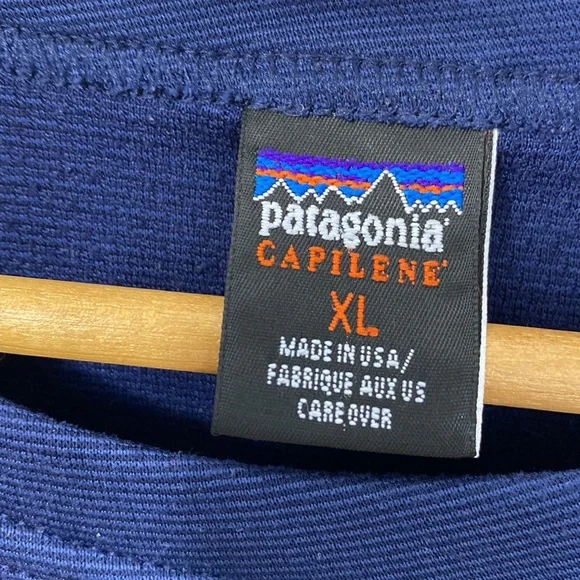 patagonia®
CAPILENE®
XL
MADE IN USA/
FABRIQUE AUX US
CARE OVER